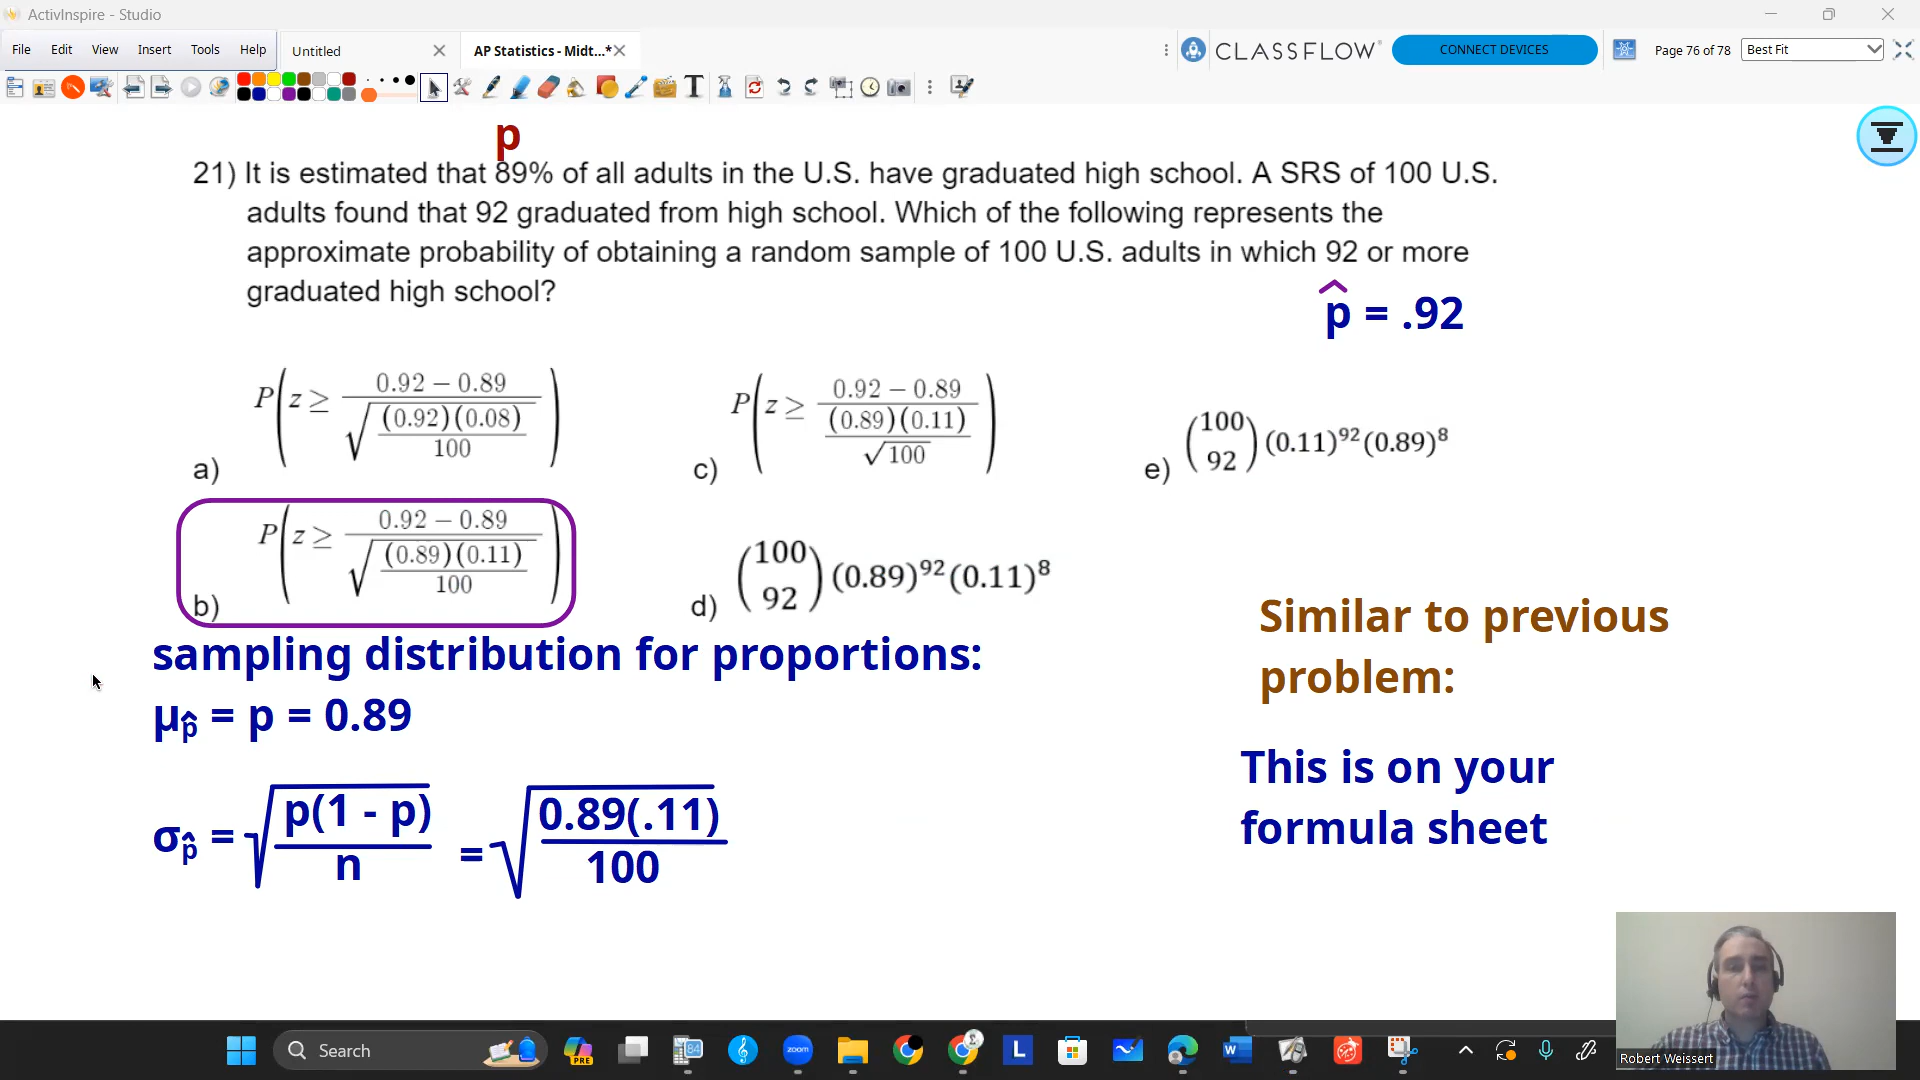 ActivInspire - Studio
File Edit View Insert Tools Help
Untitled
AP Statistics - Midt...*
CLASSFLOW
CONNECT DEVICES
Page 76 of 78
Best Fit
p
21) It is estimated that 89% of all adults in the U.S. have graduated high school. A SRS of 100 U.S.
adults found that 92 graduated from high school. Which of the following represents the
approximate probability of obtaining a random sample of 100 U.S. adults in which 92 or more
graduated high school?
p̂ = .92
a) P(z ≥ (0.92 − 0.89) / √((0.92)(0.08) / 100))
c) P(z ≥ (0.92 − 0.89) / ((0.89)(0.11) / √100))
e) (100 92) (0.11)⁹²(0.89)⁸
b) P(z ≥ (0.92 − 0.89) / √((0.89)(0.11) / 100))
d) (100 92) (0.89)⁹²(0.11)⁸
sampling distribution for proportions:
μp̂ = p = 0.89
σp̂ = √(p(1 - p) / n) = √(0.89(.11) / 100)
Similar to previous
problem:
This is on your
formula sheet
Robert Weissert
Search
PRE
84
zoom
L
W